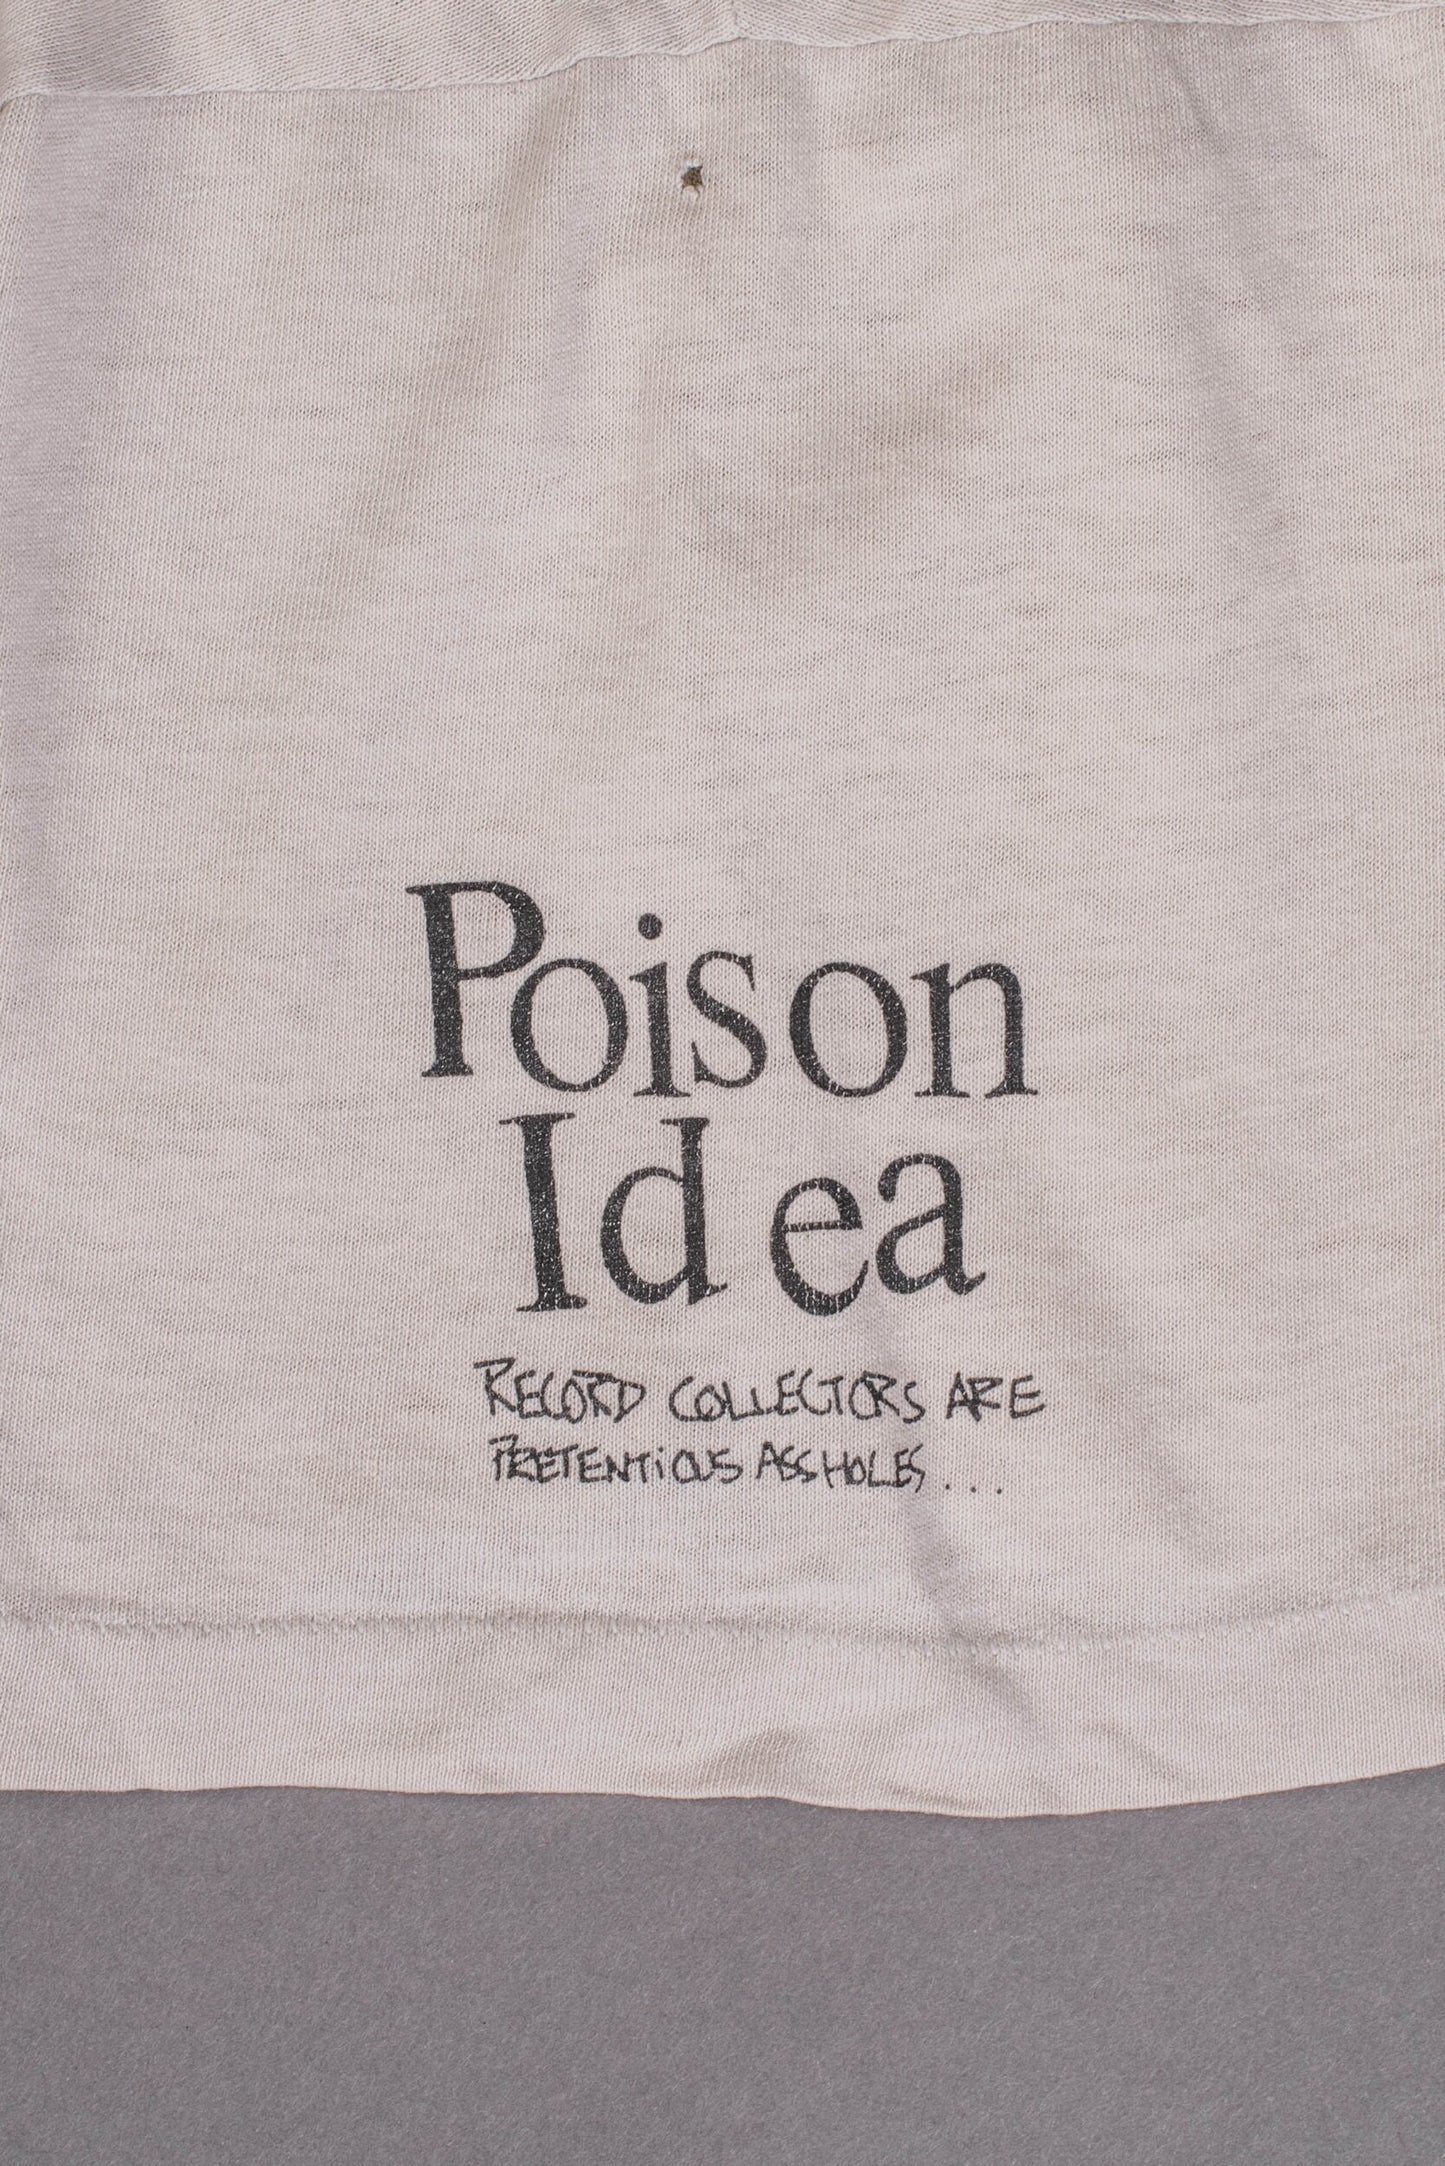 Poison
Idea
RECORD COLLECTORS ARE
PRETENTiOUS ASSHOLES...